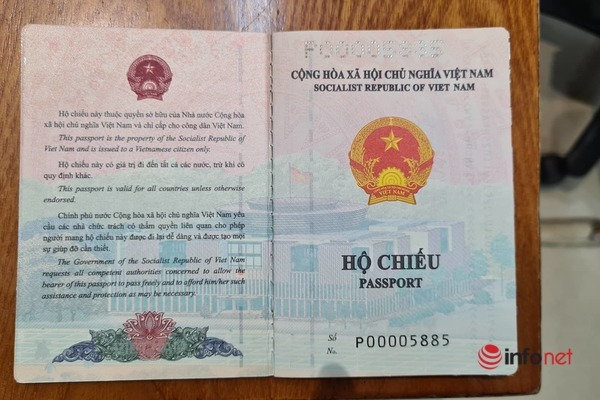 Hộ chiếu này thuộc quyền sở hữu của Nhà nước Cộng hòa
xã hội chủ nghĩa Việt Nam và chỉ cấp cho công dân Việt Nam.
This passport is the property of the Socialist Republic of
Viet Nam and is issued to a Vietnamese citizen only.
Hộ chiếu này có giá trị đi đến tất cả các nước, trừ khi có
quy định khác.
This passport is valid for all countries unless otherwise
endorsed.
Chính phủ nước Cộng hòa xã hội chủ nghĩa Việt Nam yêu
cầu các nhà chức trách có thẩm quyền liên quan cho phép
người mang hộ chiếu này được đi lại dễ dàng và được tạo mọi
sự giúp đỡ cần thiết.
The Government of the Socialist Republic of Viet Nam
requests all competent authorities concerned to allow the
bearer of this passport to pass freely and to afford him/her such
assistance and protection as may be necessary.
CỘNG HÒA XÃ HỘI CHỦ NGHĨA VIỆT NAM
SOCIALIST REPUBLIC OF VIET NAM
VIỆT NAM
HỘ CHIẾU
PASSPORT
Số
No.
P00005885
infonet